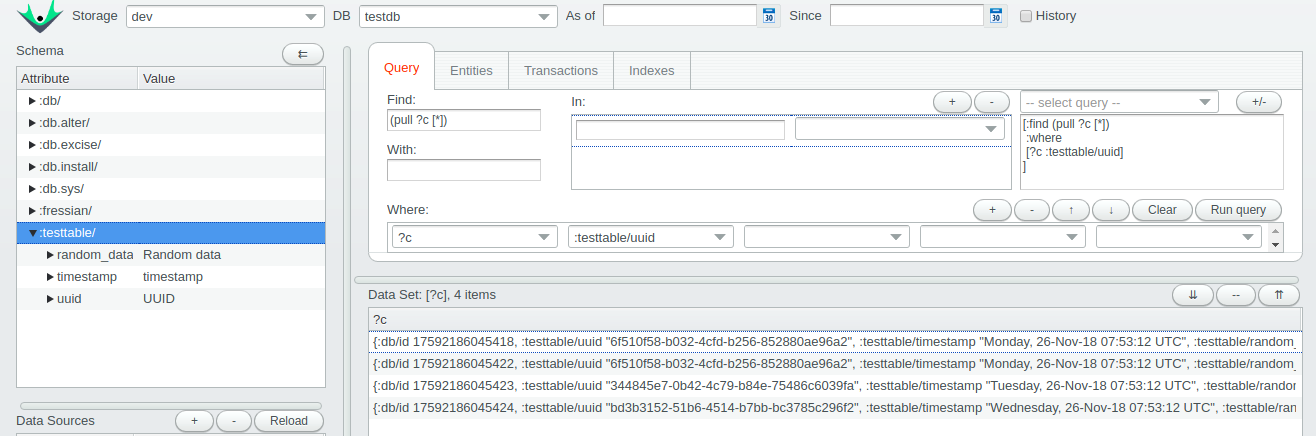 Storage dev DB testdb As of 30 Since 30 History
Schema ⇇
Attribute Value
:db/
:db.alter/
:db.excise/
:db.install/
:db.sys/
:fressian/
:testtable/
random_data Random data
timestamp timestamp
uuid UUID
Data Sources + - Reload
Query Entities Transactions Indexes
Find:
(pull ?c [*])
With:
In: + -
-- select query -- +/-
[:find (pull ?c [*])
:where
[?c :testtable/uuid]
]
Where: + - ↑ ↓ Clear Run query
?c :testtable/uuid
Data Set: [?c], 4 items ⇊ -- ⇈
?c
{:db/id 17592186045418, :testtable/uuid "6f510f58-b032-4cfd-b256-852880ae96a2", :testtable/timestamp "Monday, 26-Nov-18 07:53:12 UTC", :testtable/random_
{:db/id 17592186045422, :testtable/uuid "6f510f58-b032-4cfd-b256-852880ae96a2", :testtable/timestamp "Monday, 26-Nov-18 07:53:12 UTC", :testtable/random_
{:db/id 17592186045423, :testtable/uuid "344845e7-0b42-4c79-b84e-75486c6039fa", :testtable/timestamp "Tuesday, 26-Nov-18 07:53:12 UTC", :testtable/randor
{:db/id 17592186045424, :testtable/uuid "bd3b3152-51b6-4514-b7bb-bc3785c296f2", :testtable/timestamp "Wednesday, 26-Nov-18 07:53:12 UTC", :testtable/ran